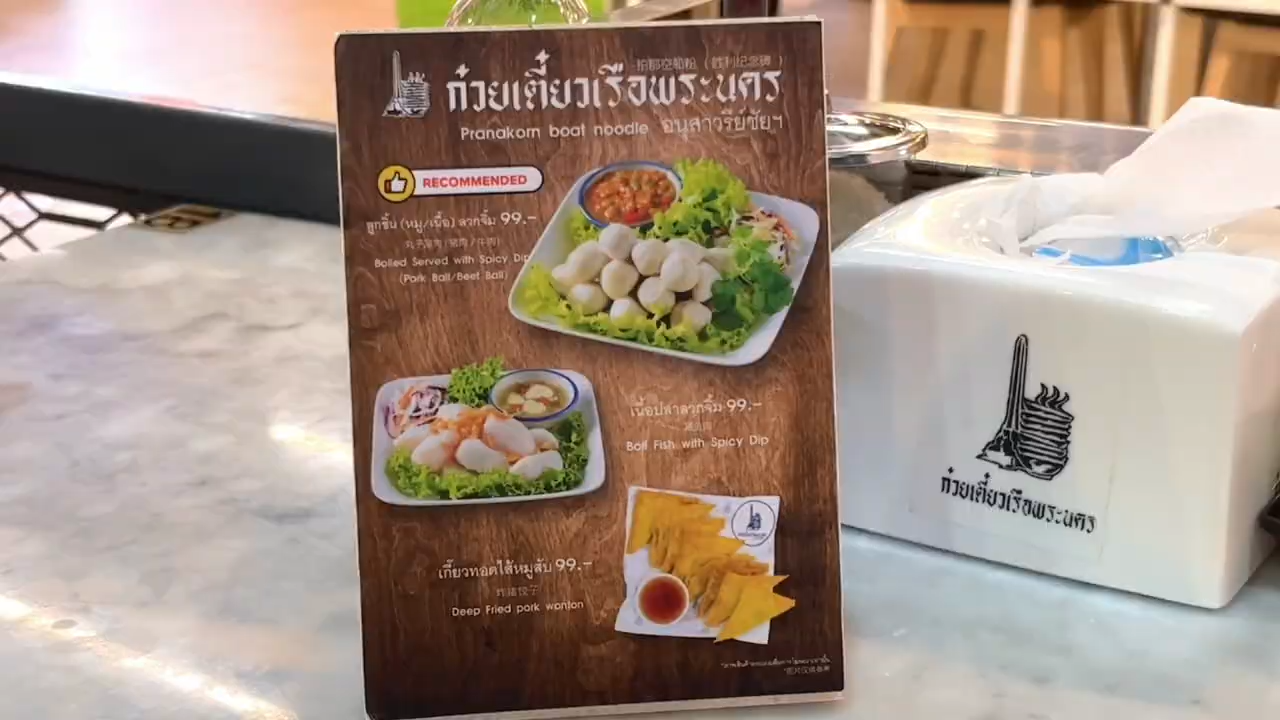 ก๋วยเตี๋ยวเรือพระนคร
Pranakorn boat noodle อนุสาวรีย์ชัยฯ
RECOMMENDED
ลูกชิ้น (หมู/เนื้อ) ลวกจิ้ม 99.-
Boiled Served with Spicy Dip
(Pork Ball/Beef Ball)
เนื้อปลาลวกจิ้ม 99.-
Boil Fish with Spicy Dip
เกี๊ยวทอดไส้หมูสับ 99.-
Deep Fried pork wonton
ก๋วยเตี๋ยวเรือพระนคร